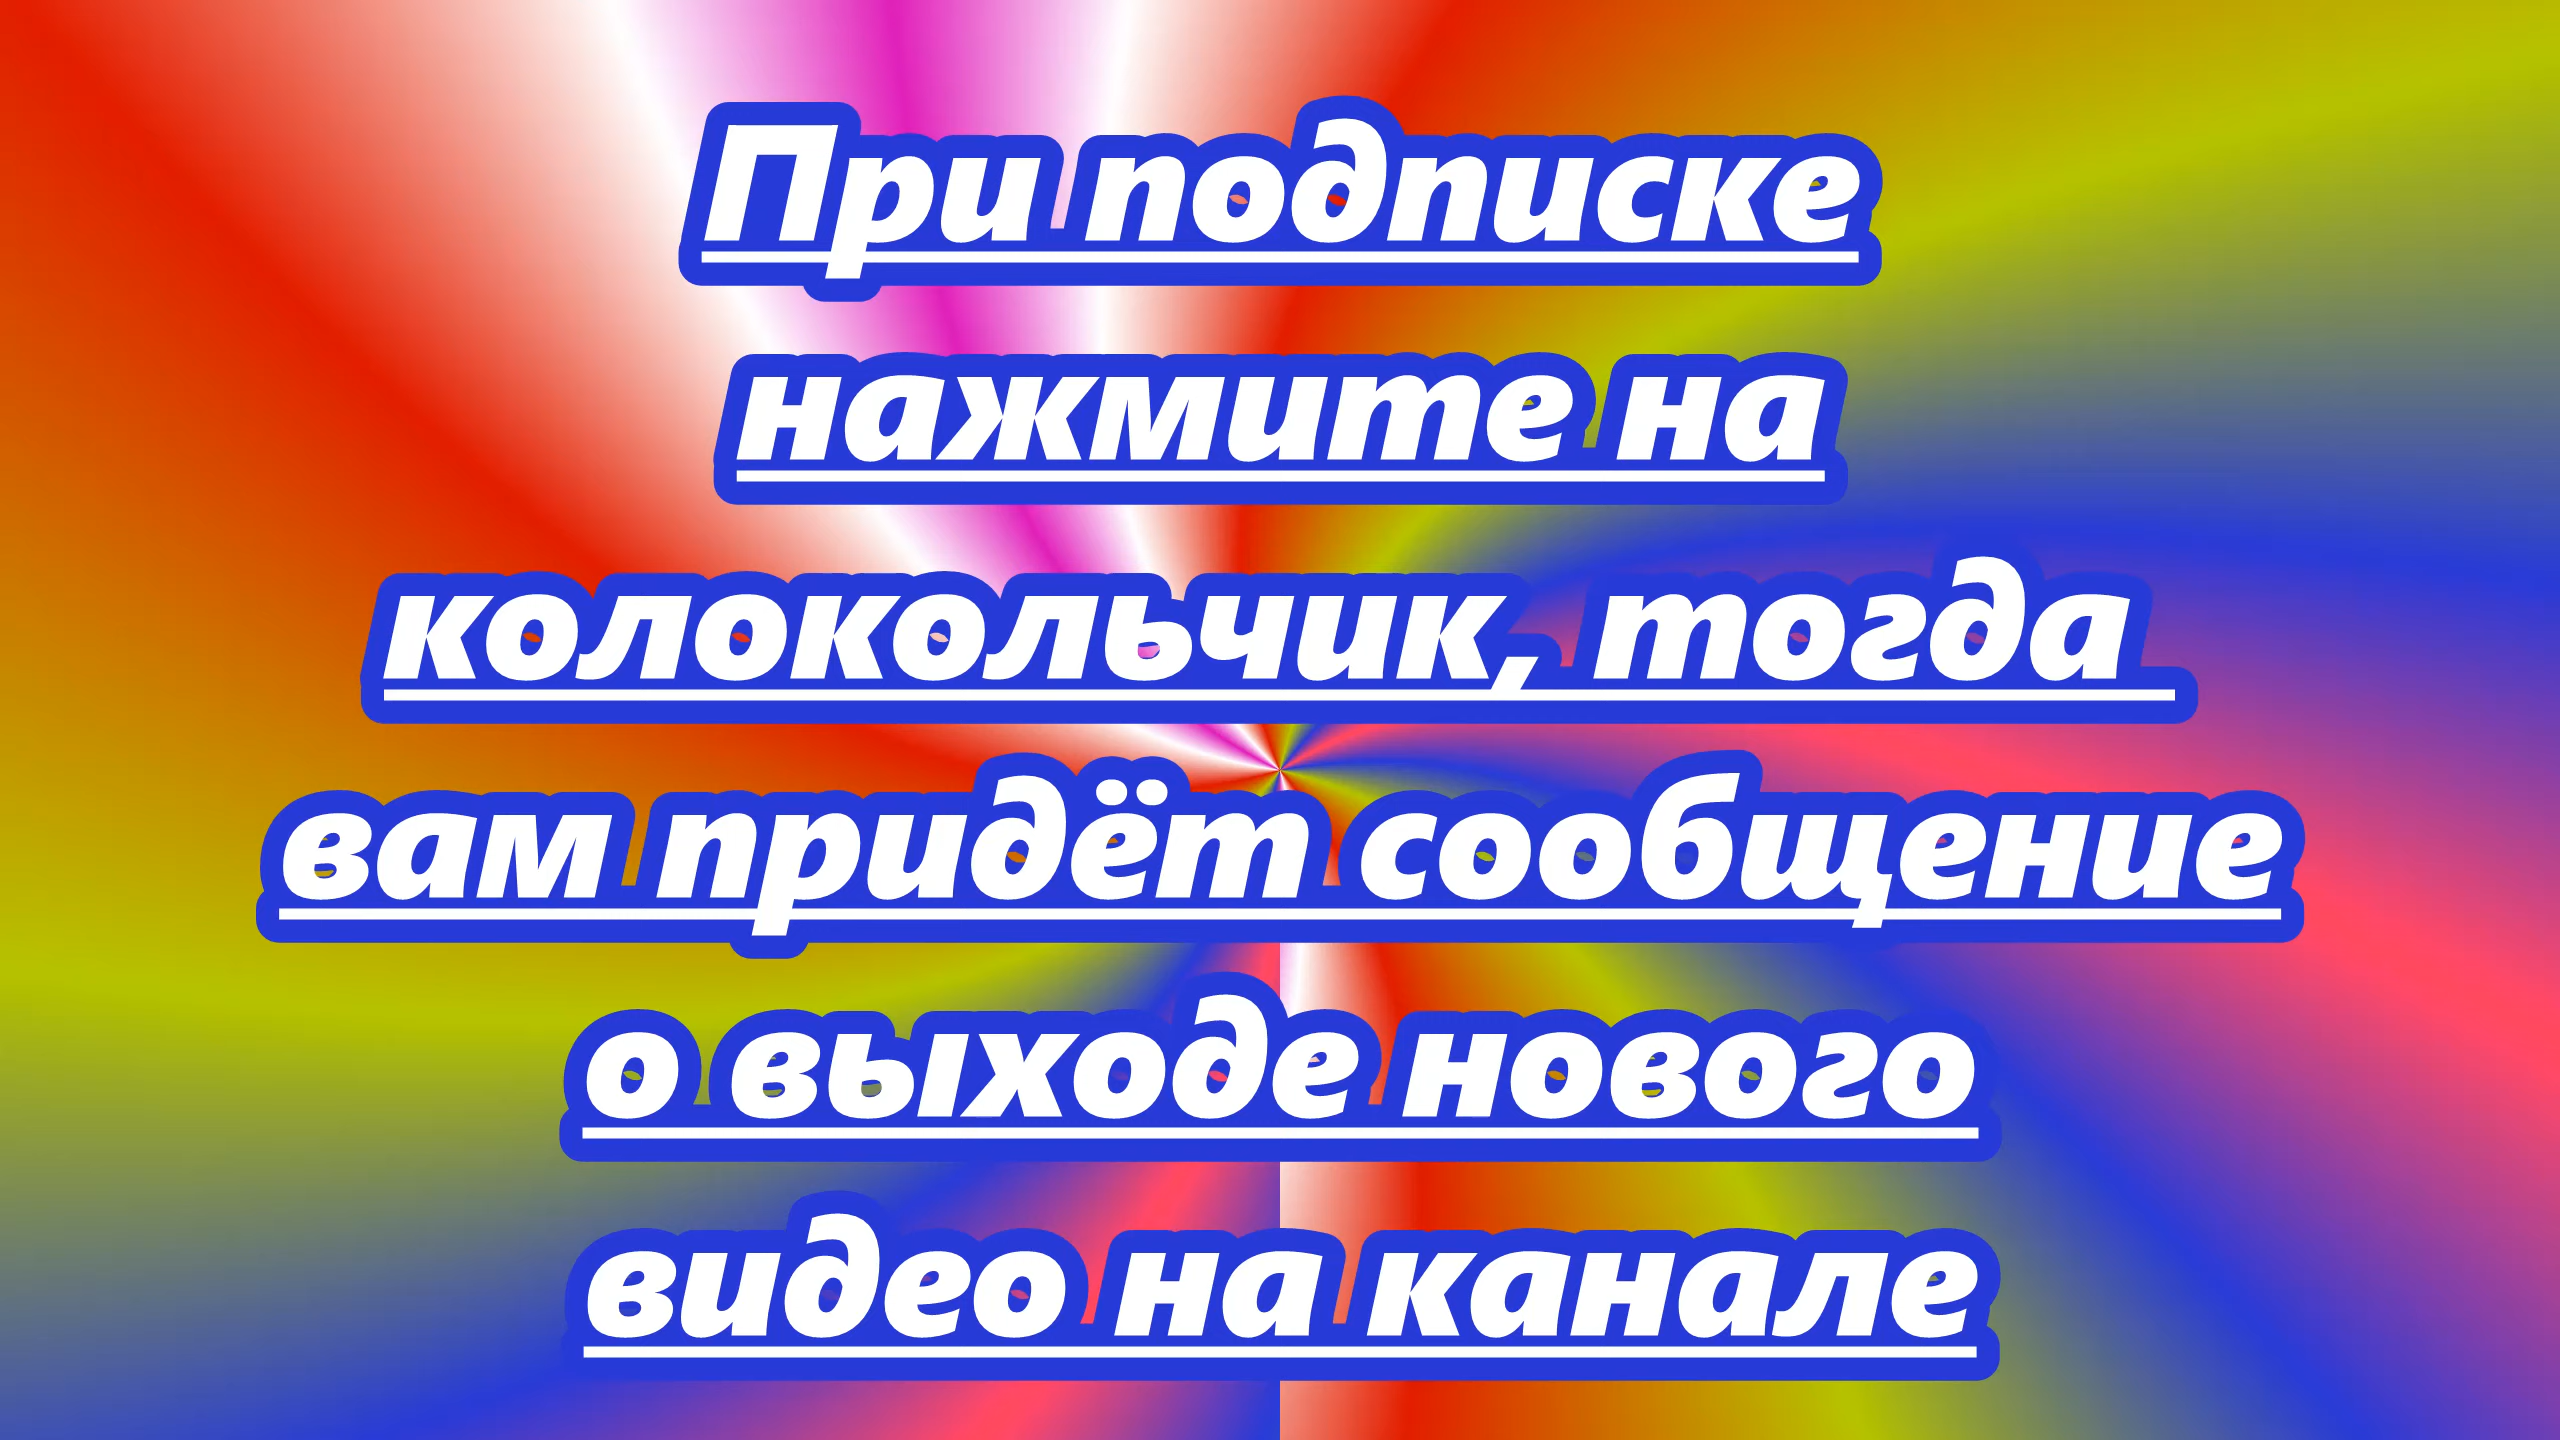 При подписке
нажмите на
колокольчик, тогда
вам придёт сообщение
о выходе нового
видео на канале